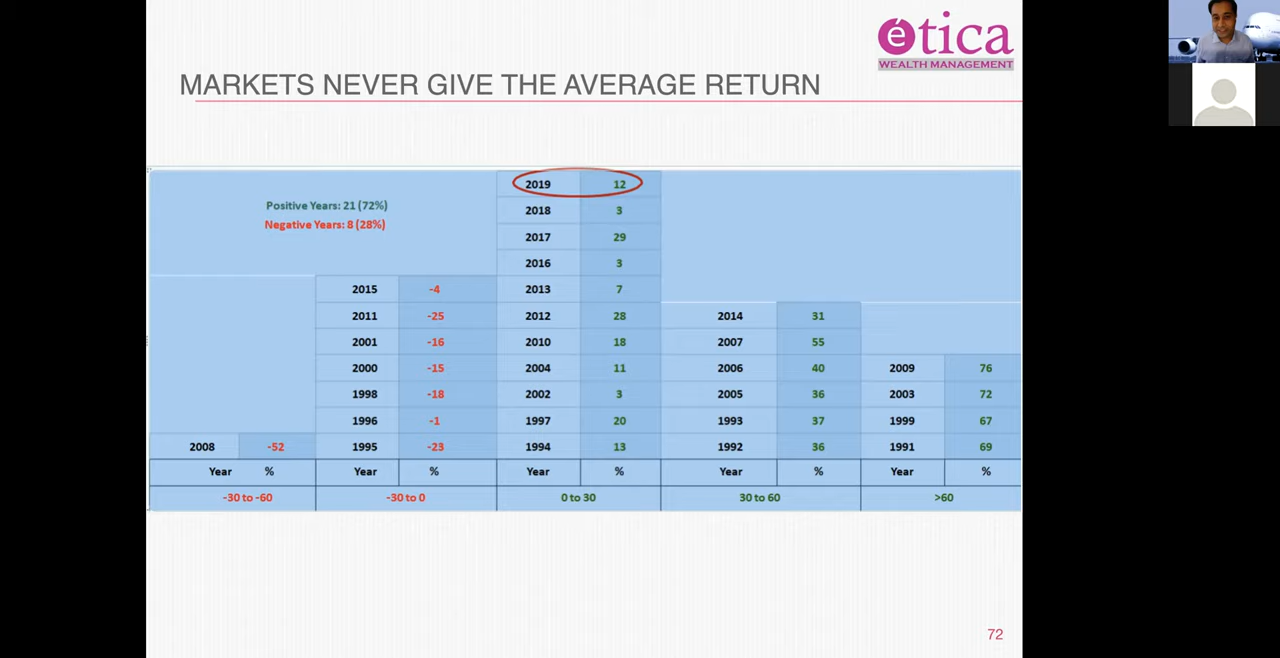 ética
WEALTH MANAGEMENT
MARKETS NEVER GIVE THE AVERAGE RETURN
Positive Years: 21 (72%)
Negative Years: 8 (28%)
2019 12
2018 3
2017 29
2016 3
2015 -4 2013 7
2011 -25 2012 28 2014 31
2001 -16 2010 18 2007 55
2000 -15 2004 11 2006 40 2009 76
1998 -18 2002 3 2005 36 2003 72
1996 -1 1997 20 1993 37 1999 67
2008 -52 1995 -23 1994 13 1992 36 1991 69
Year % Year % Year % Year % Year %
-30 to -60 -30 to 0 0 to 30 30 to 60 >60
72